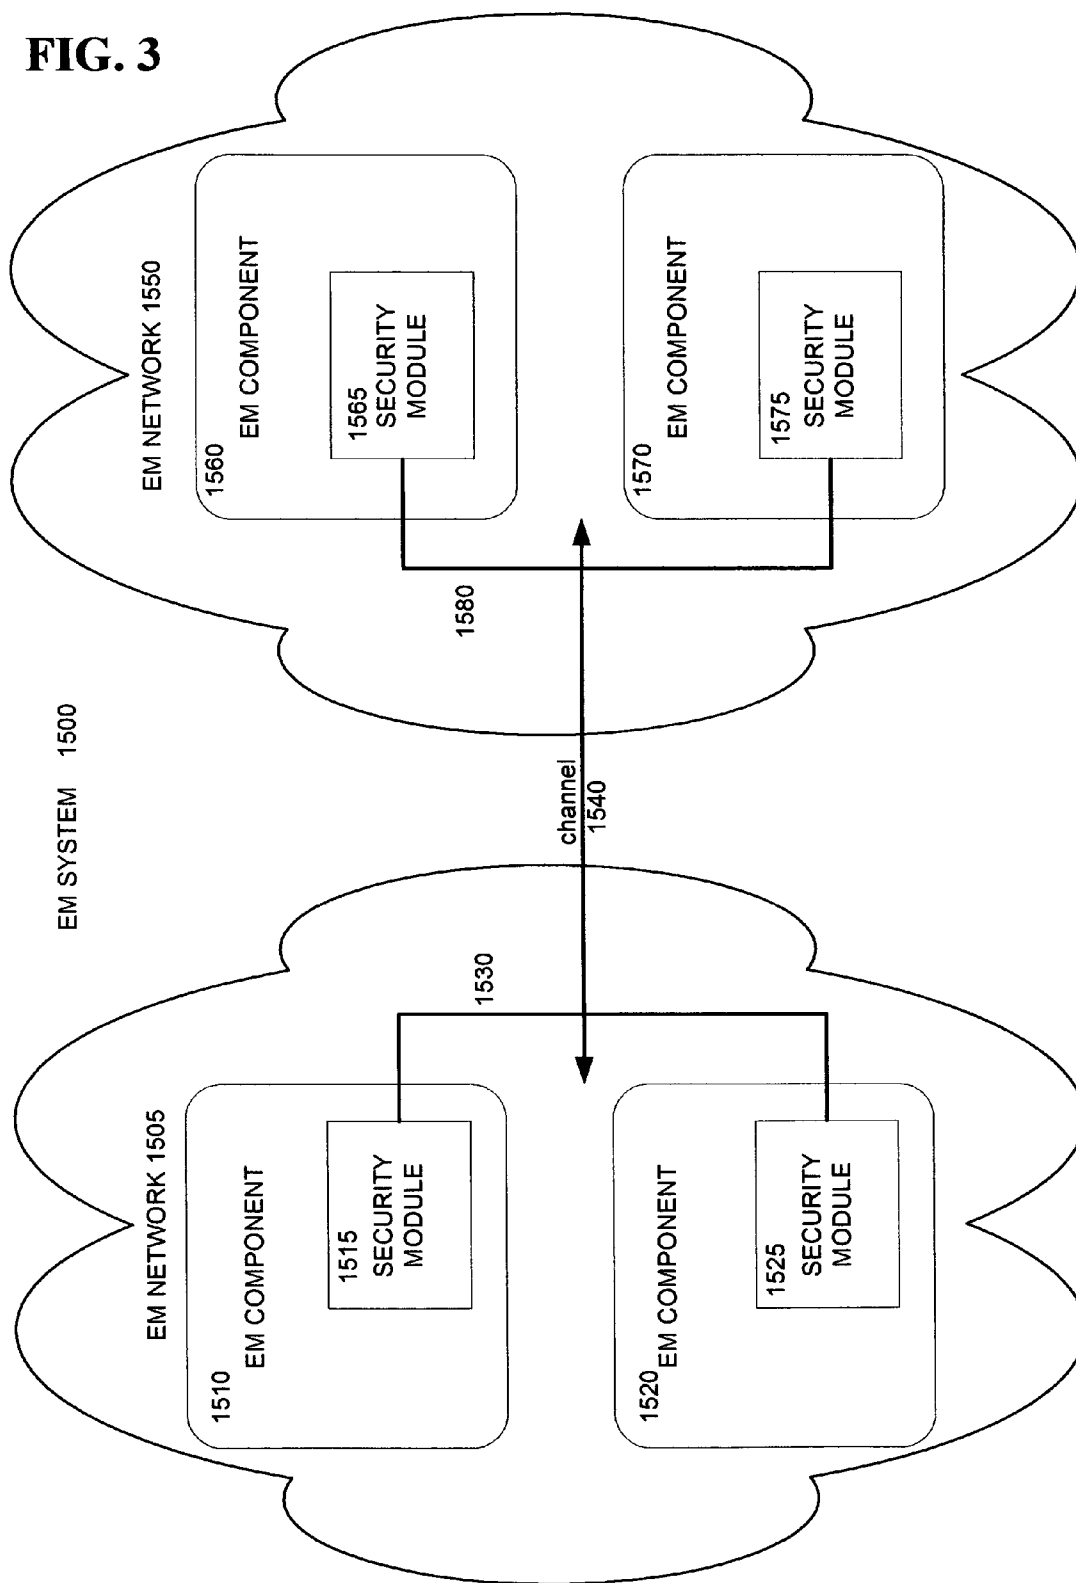 FIG. 3
EM SYSTEM 1500
EM NETWORK 1505
1510
EM COMPONENT
1515
SECURITY
MODULE
1520
EM COMPONENT
1525
SECURITY
MODULE
1530
channel
1540
EM NETWORK 1550
1560
EM COMPONENT
1565
SECURITY
MODULE
1570
EM COMPONENT
1575
SECURITY
MODULE
1580